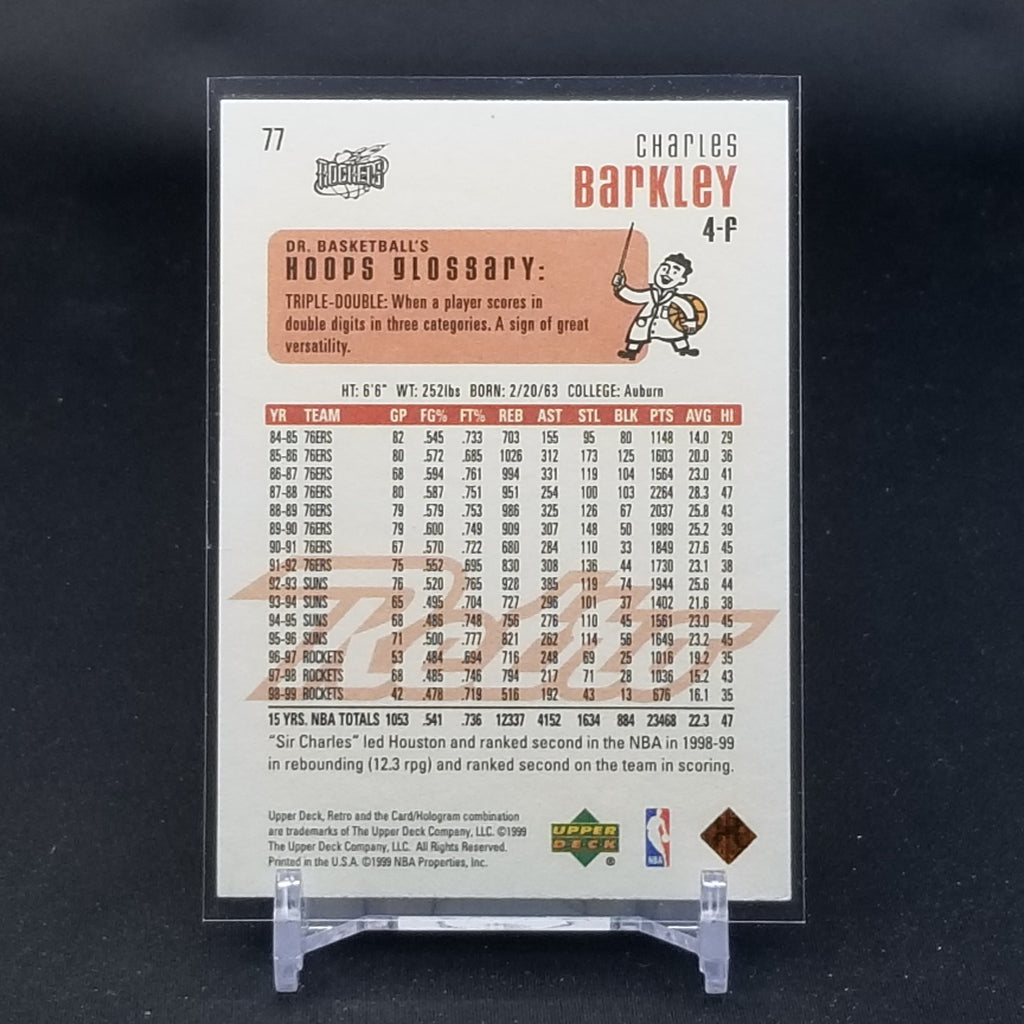 77
ROCKETS
CHARLES
BARKLEY
4-F
DR. BASKETBALL'S
HOOPS GLOSSARY:
TRIPLE-DOUBLE: When a player scores in
double digits in three categories. A sign of great
versatility.
HT: 6'6" WT: 252lbs BORN: 2/20/63 COLLEGE: Auburn
YR TEAM GP FG% FT% REB AST STL BLK PTS AVG HI
84-85 76ERS 82 .545 .733 703 155 95 80 1148 14.0 29
85-86 76ERS 80 .572 .685 1026 312 173 125 1603 20.0 36
86-87 76ERS 68 .594 .761 994 331 119 104 1564 23.0 41
87-88 76ERS 80 .587 .751 951 254 100 103 2264 28.3 47
88-89 76ERS 79 .579 .753 986 325 126 67 2037 25.8 43
89-90 76ERS 79 .600 .749 909 307 148 50 1989 25.2 39
90-91 76ERS 67 .570 .722 680 284 110 33 1849 27.6 45
91-92 76ERS 75 .552 .695 830 308 136 44 1730 23.1 38
92-93 SUNS 76 .520 .765 928 385 119 74 1944 25.6 44
93-94 SUNS 65 .495 .704 727 296 101 37 1402 21.6 38
94-95 SUNS 68 .486 .748 756 276 110 45 1561 23.0 45
95-96 SUNS 71 .500 .777 821 262 114 56 1649 23.2 45
96-97 ROCKETS 53 .484 .694 716 248 69 25 1016 19.2 35
97-98 ROCKETS 68 .485 .746 794 217 71 28 1036 15.2 43
98-99 ROCKETS 42 .478 .719 516 192 43 13 676 16.1 35
15 YRS. NBA TOTALS 1053 .541 .736 12337 4152 1634 884 23468 22.3 47
Retro
"Sir Charles" led Houston and ranked second in the NBA in 1998-99
in rebounding (12.3 rpg) and ranked second on the team in scoring.
Upper Deck, Retro and the Card/Hologram combination
are trademarks of The Upper Deck Company, LLC. ©1999
The Upper Deck Company, LLC. All Rights Reserved.
Printed in the U.S.A. ©1999 NBA Properties, Inc.
UPPER
DECK
®
NBA